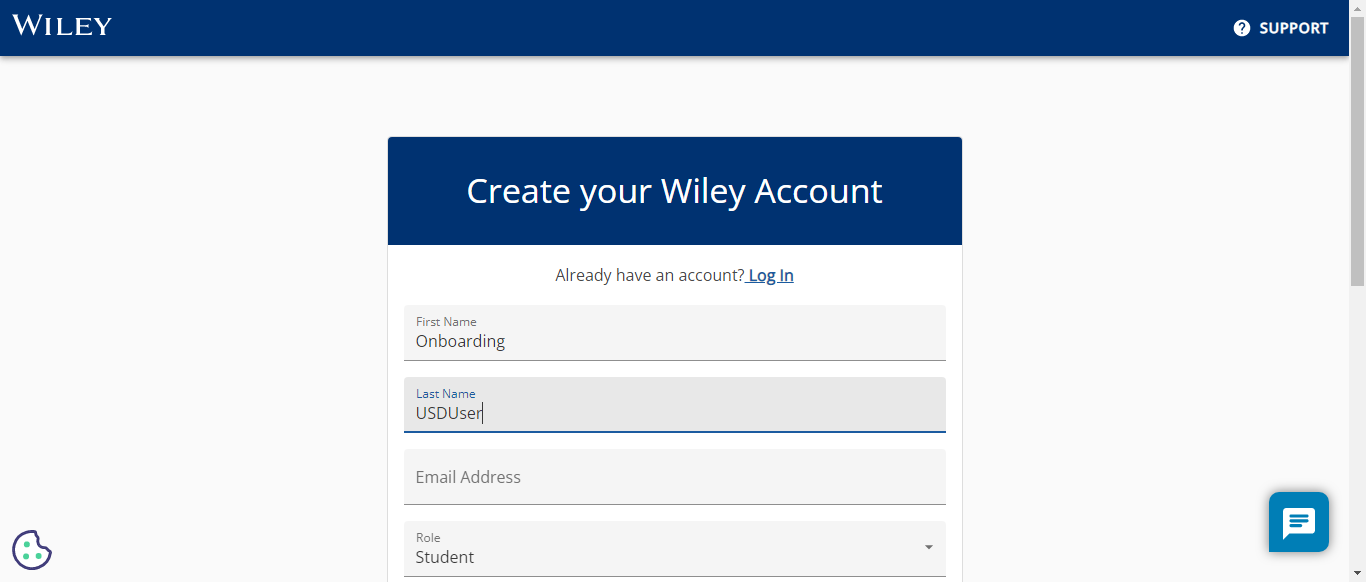 WILEY
SUPPORT
Create your Wiley Account
Already have an account? Log In
First Name
Onboarding
Last Name
USDUser
Email Address
Role
Student